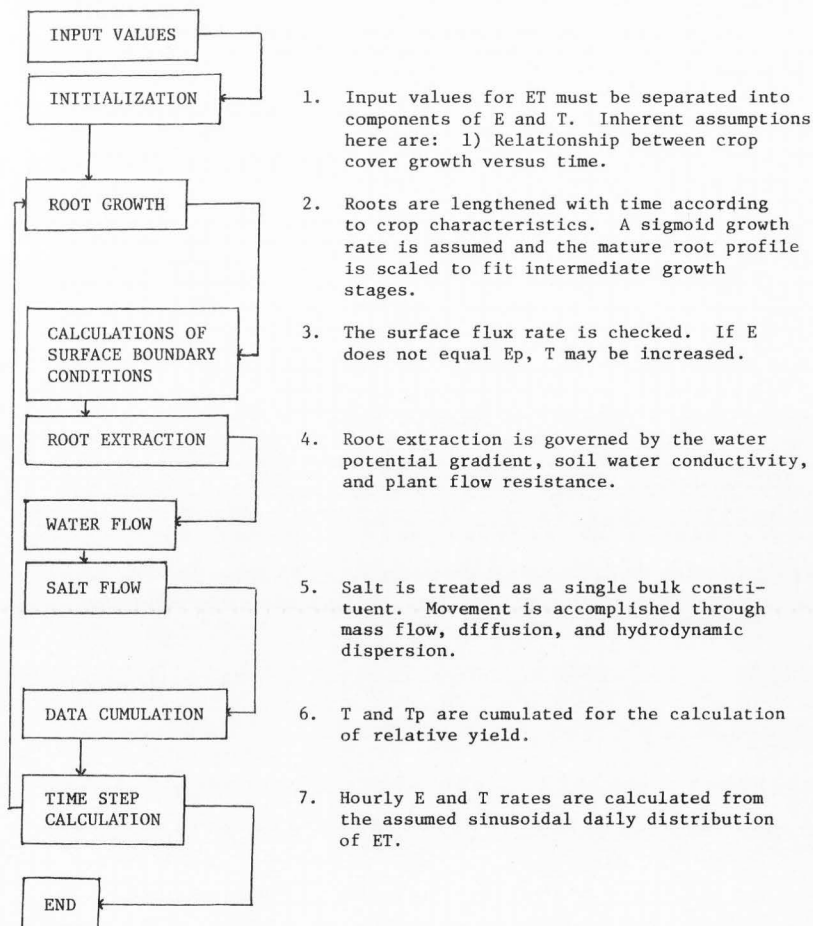 INPUT VALUES
INITIALIZATION
1. Input values for ET must be separated into
components of E and T. Inherent assumptions
here are: 1) Relationship between crop
cover growth versus time.
ROOT GROWTH
2. Roots are lengthened with time according
to crop characteristics. A sigmoid growth
rate is assumed and the mature root profile
is scaled to fit intermediate growth
stages.
CALCULATIONS OF
SURFACE BOUNDARY
CONDITIONS
3. The surface flux rate is checked. If E
does not equal Ep, T may be increased.
ROOT EXTRACTION
4. Root extraction is governed by the water
potential gradient, soil water conductivity,
and plant flow resistance.
WATER FLOW
SALT FLOW
5. Salt is treated as a single bulk consti-
tuent. Movement is accomplished through
mass flow, diffusion, and hydrodynamic
dispersion.
DATA CUMULATION
6. T and Tp are cumulated for the calculation
of relative yield.
TIME STEP
CALCULATION
7. Hourly E and T rates are calculated from
the assumed sinusoidal daily distribution
of ET.
END